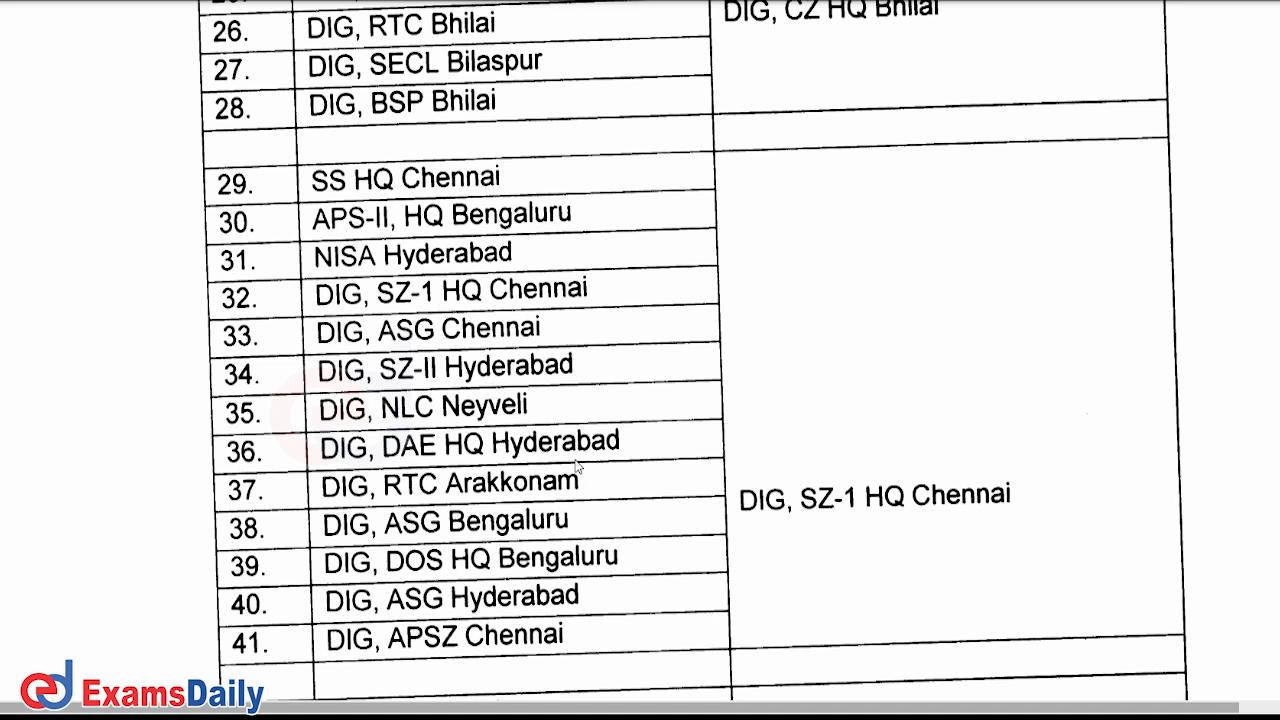 26. DIG, RTC Bhilai DIG, CZ HQ Bhilai
27. DIG, SECL Bilaspur
28. DIG, BSP Bhilai
29. SS HQ Chennai
30. APS-II, HQ Bengaluru
31. NISA Hyderabad
32. DIG, SZ-1 HQ Chennai
33. DIG, ASG Chennai
34. DIG, SZ-II Hyderabad
35. DIG, NLC Neyveli
36. DIG, DAE HQ Hyderabad
37. DIG, RTC Arakkonam
DIG, SZ-1 HQ Chennai
38. DIG, ASG Bengaluru
39. DIG, DOS HQ Bengaluru
40. DIG, ASG Hyderabad
41. DIG, APSZ Chennai
ed ExamsDaily